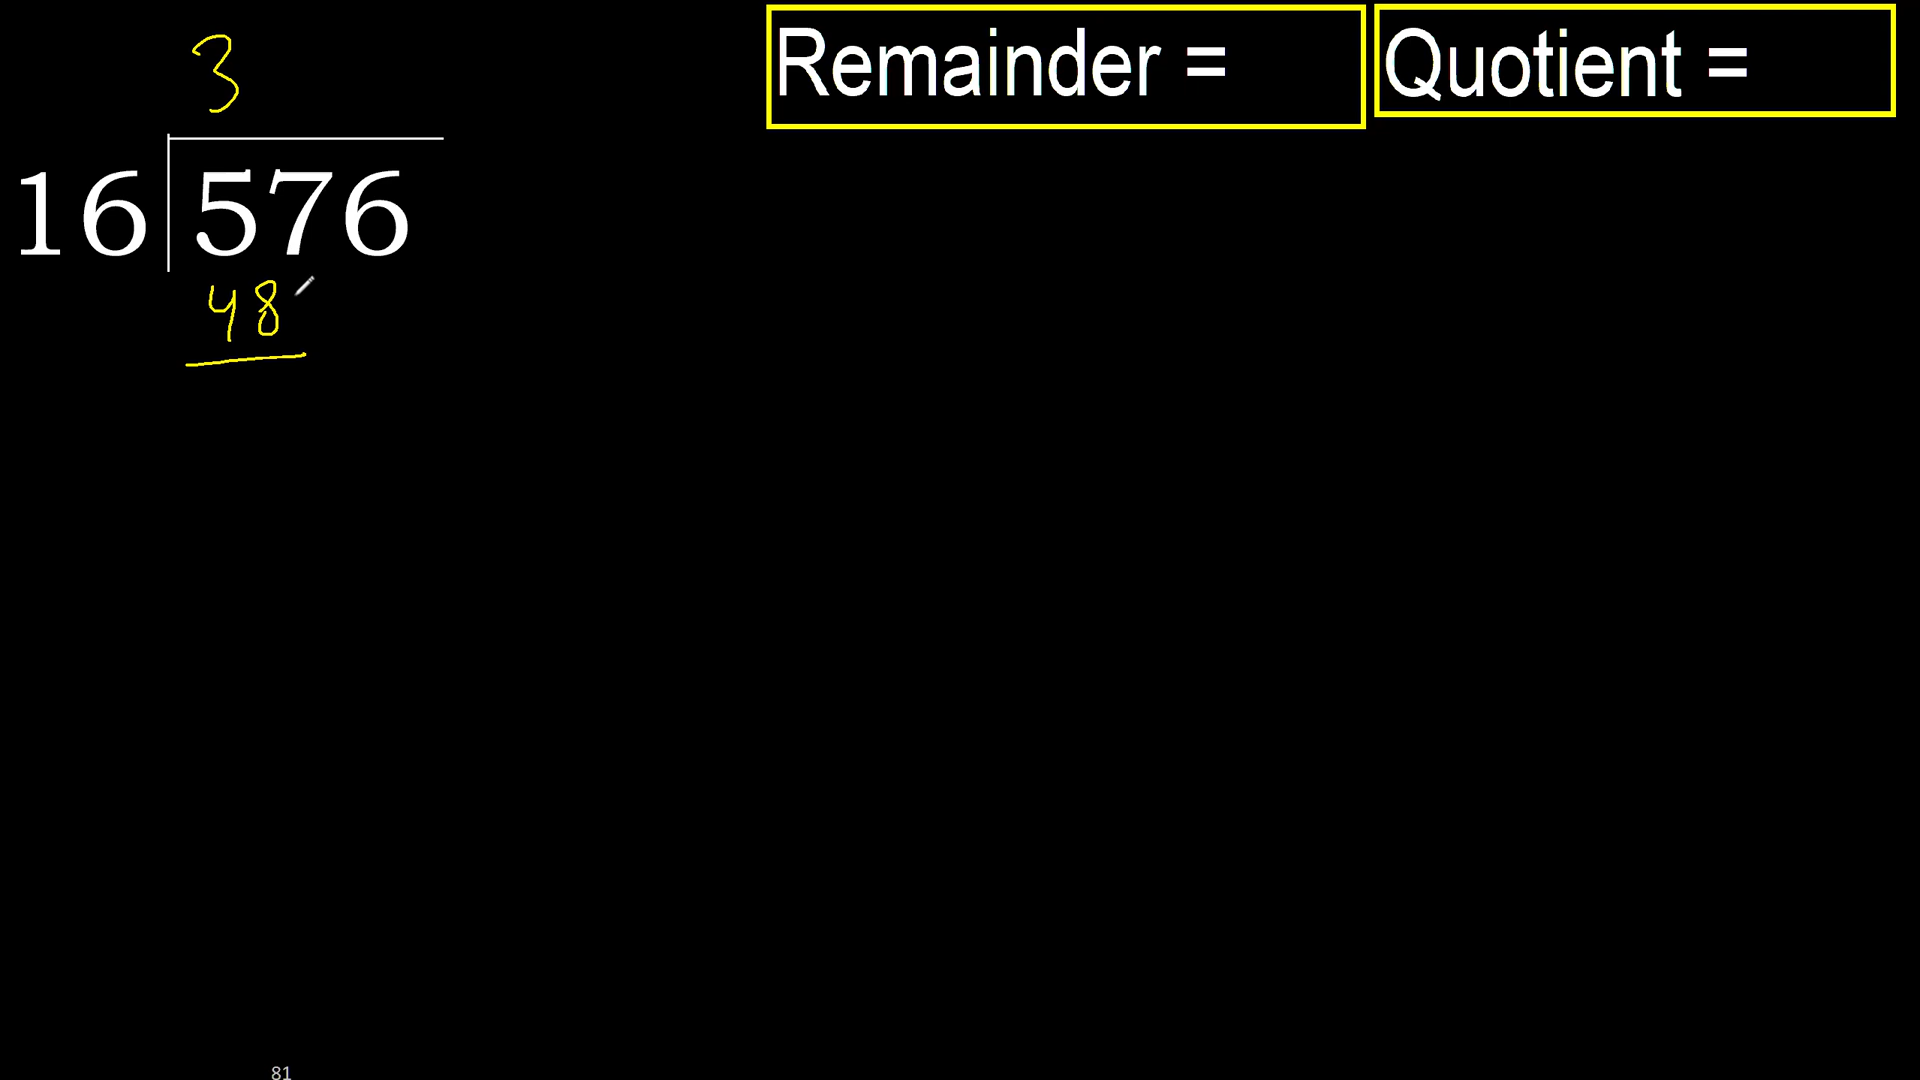 3
Remainder =
Quotient =
16 576
48
81